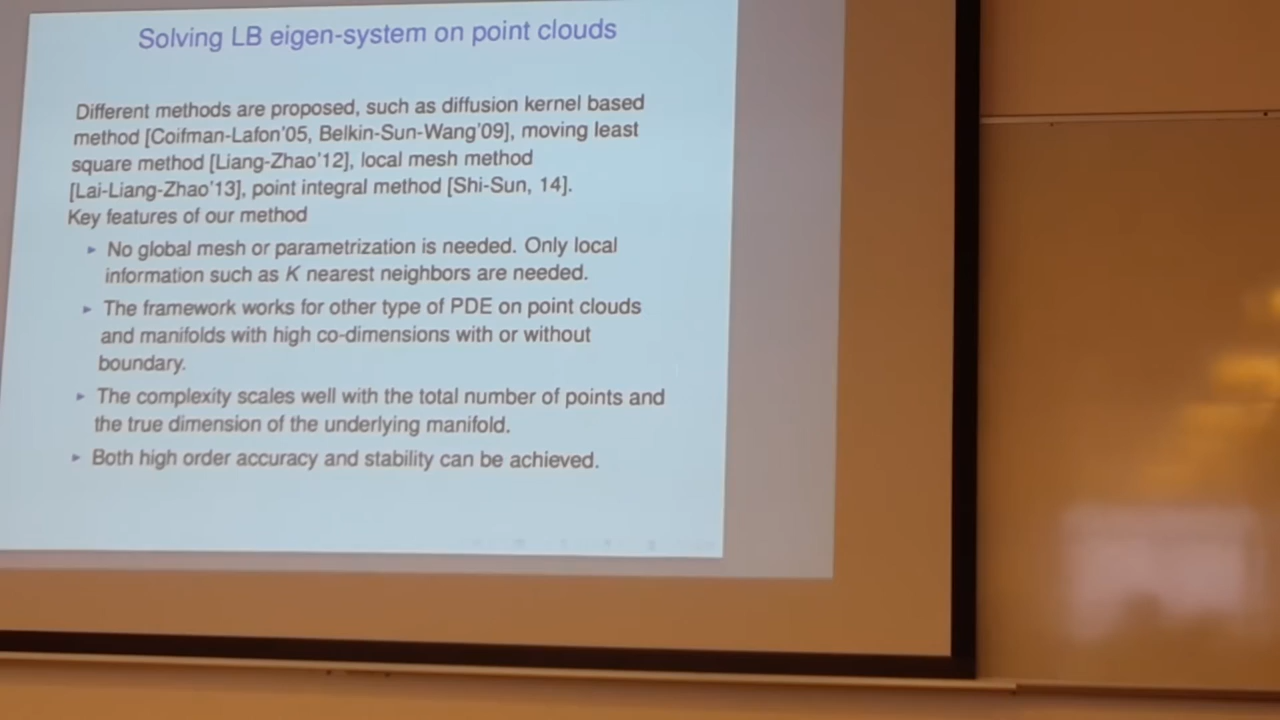 Solving LB eigen-system on point clouds
Different methods are proposed, such as diffusion kernel based
method [Coifman-Lafon'05, Belkin-Sun-Wang'09], moving least
square method [Liang-Zhao'12], local mesh method
[Lai-Liang-Zhao'13], point integral method [Shi-Sun, 14].
Key features of our method
► No global mesh or parametrization is needed. Only local
information such as K nearest neighbors are needed.
► The framework works for other type of PDE on point clouds
and manifolds with high co-dimensions with or without
boundary.
► The complexity scales well with the total number of points and
the true dimension of the underlying manifold.
► Both high order accuracy and stability can be achieved.